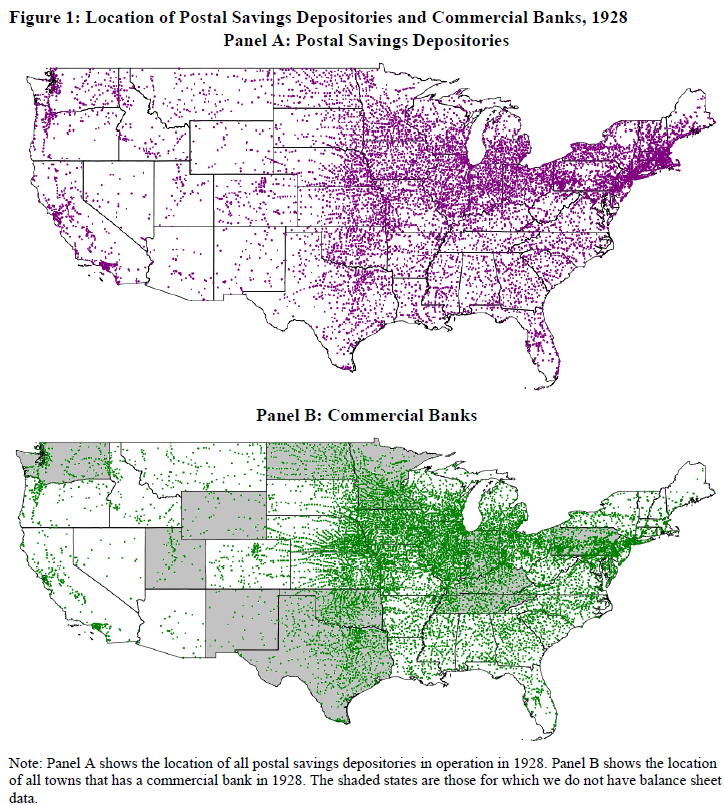 Figure 1: Location of Postal Savings Depositories and Commercial Banks, 1928
Panel A: Postal Savings Depositories
Panel B: Commercial Banks
Note: Panel A shows the location of all postal savings depositories in operation in 1928. Panel B shows the location
of all towns that has a commercial bank in 1928. The shaded states are those for which we do not have balance sheet
data.